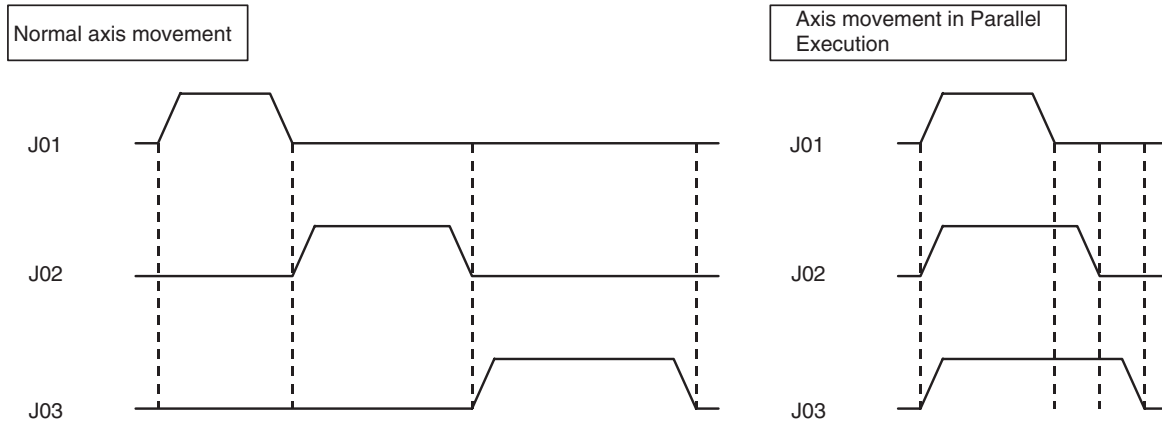 Normal axis movement
Axis movement in Parallel
Execution
J01
J01
J02
J02
J03
J03